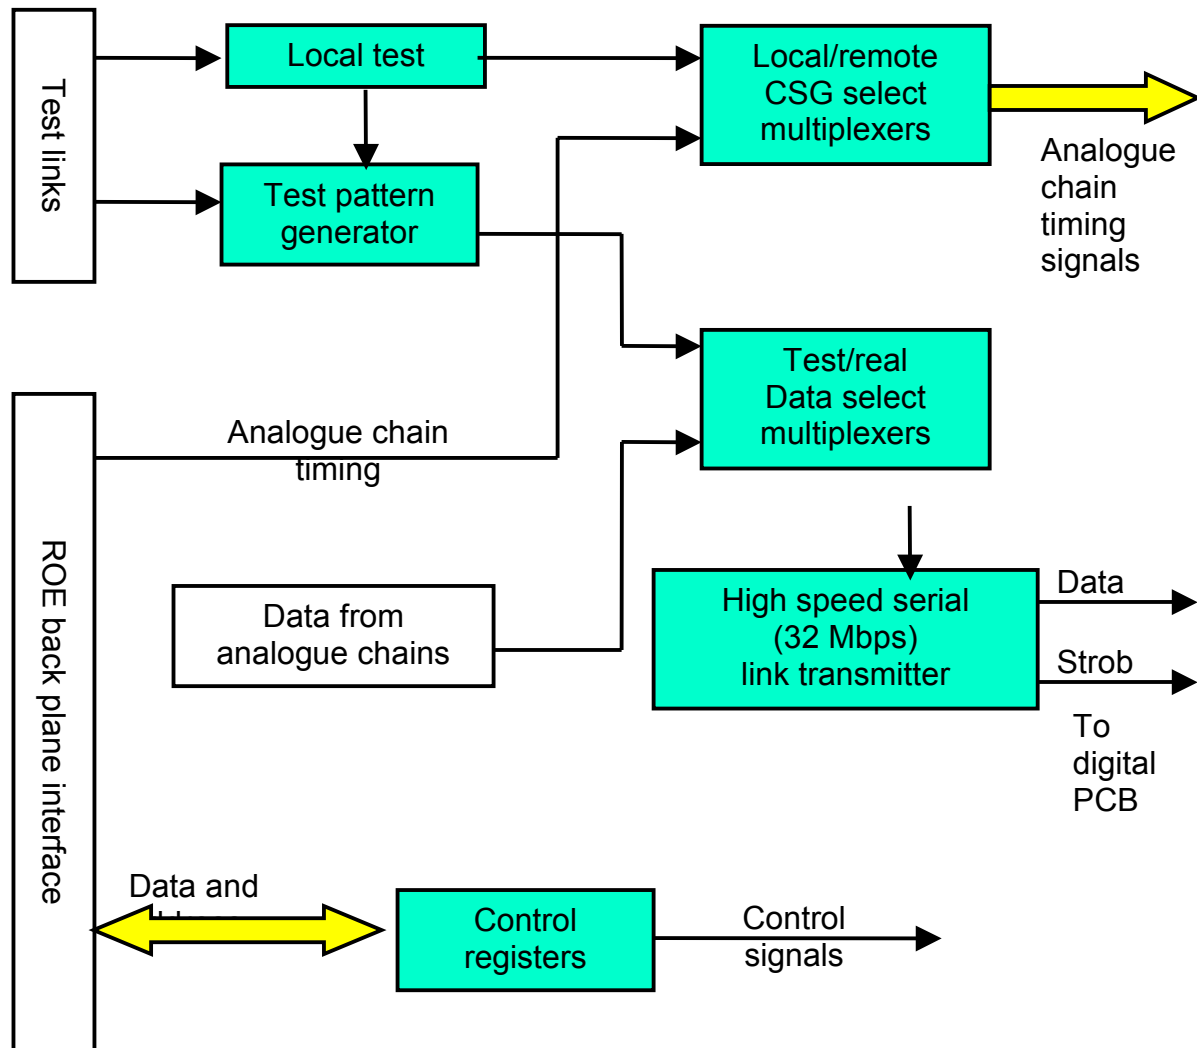 Test links
Local test
Local/remote
CSG select
multiplexers
Analogue
chain
timing
signals
Test pattern
generator
Test/real
Data select
multiplexers
ROE back plane interface
Analogue chain
timing
Data from
analogue chains
High speed serial
(32 Mbps)
link transmitter
Data
Strob
To
digital
PCB
Data and
Control
registers
Control
signals